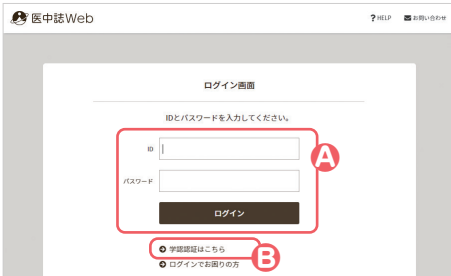 医中誌Web
? HELP お問い合わせ
ログイン画面
IDとパスワードを入力してください。
ID
パスワード
A
ログイン
学認認証はこちら
B
ログインでお困りの方